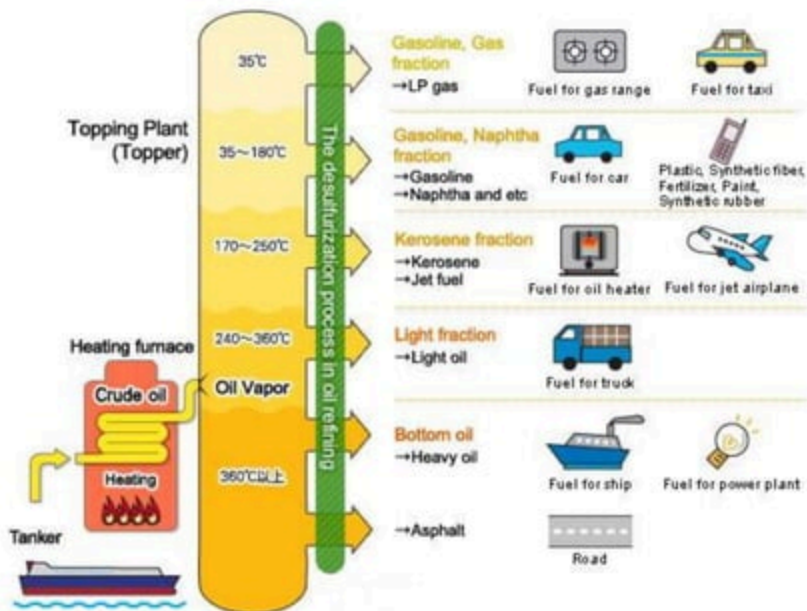 Topping Plant
(Topper)
Heating furnace
Crude oil
Heating
Tanker
35℃
35～180℃
170～250℃
240～360℃
Oil Vapor
360℃以上
The desulfurization process in oil refining
Gasoline, Gas
fraction
→LP gas
Fuel for gas range
Fuel for taxi
Gasoline, Naphtha
fraction
→Gasoline
→Naphtha and etc
Fuel for car
Plastic, Synthetic fiber,
Fertilizer, Paint,
Synthetic rubber
Kerosene fraction
→Kerosene
→Jet fuel
Fuel for oil heater
Fuel for jet airplane
Light fraction
→Light oil
Fuel for truck
Bottom oil
→Heavy oil
Fuel for ship
Fuel for power plant
→Asphalt
Road